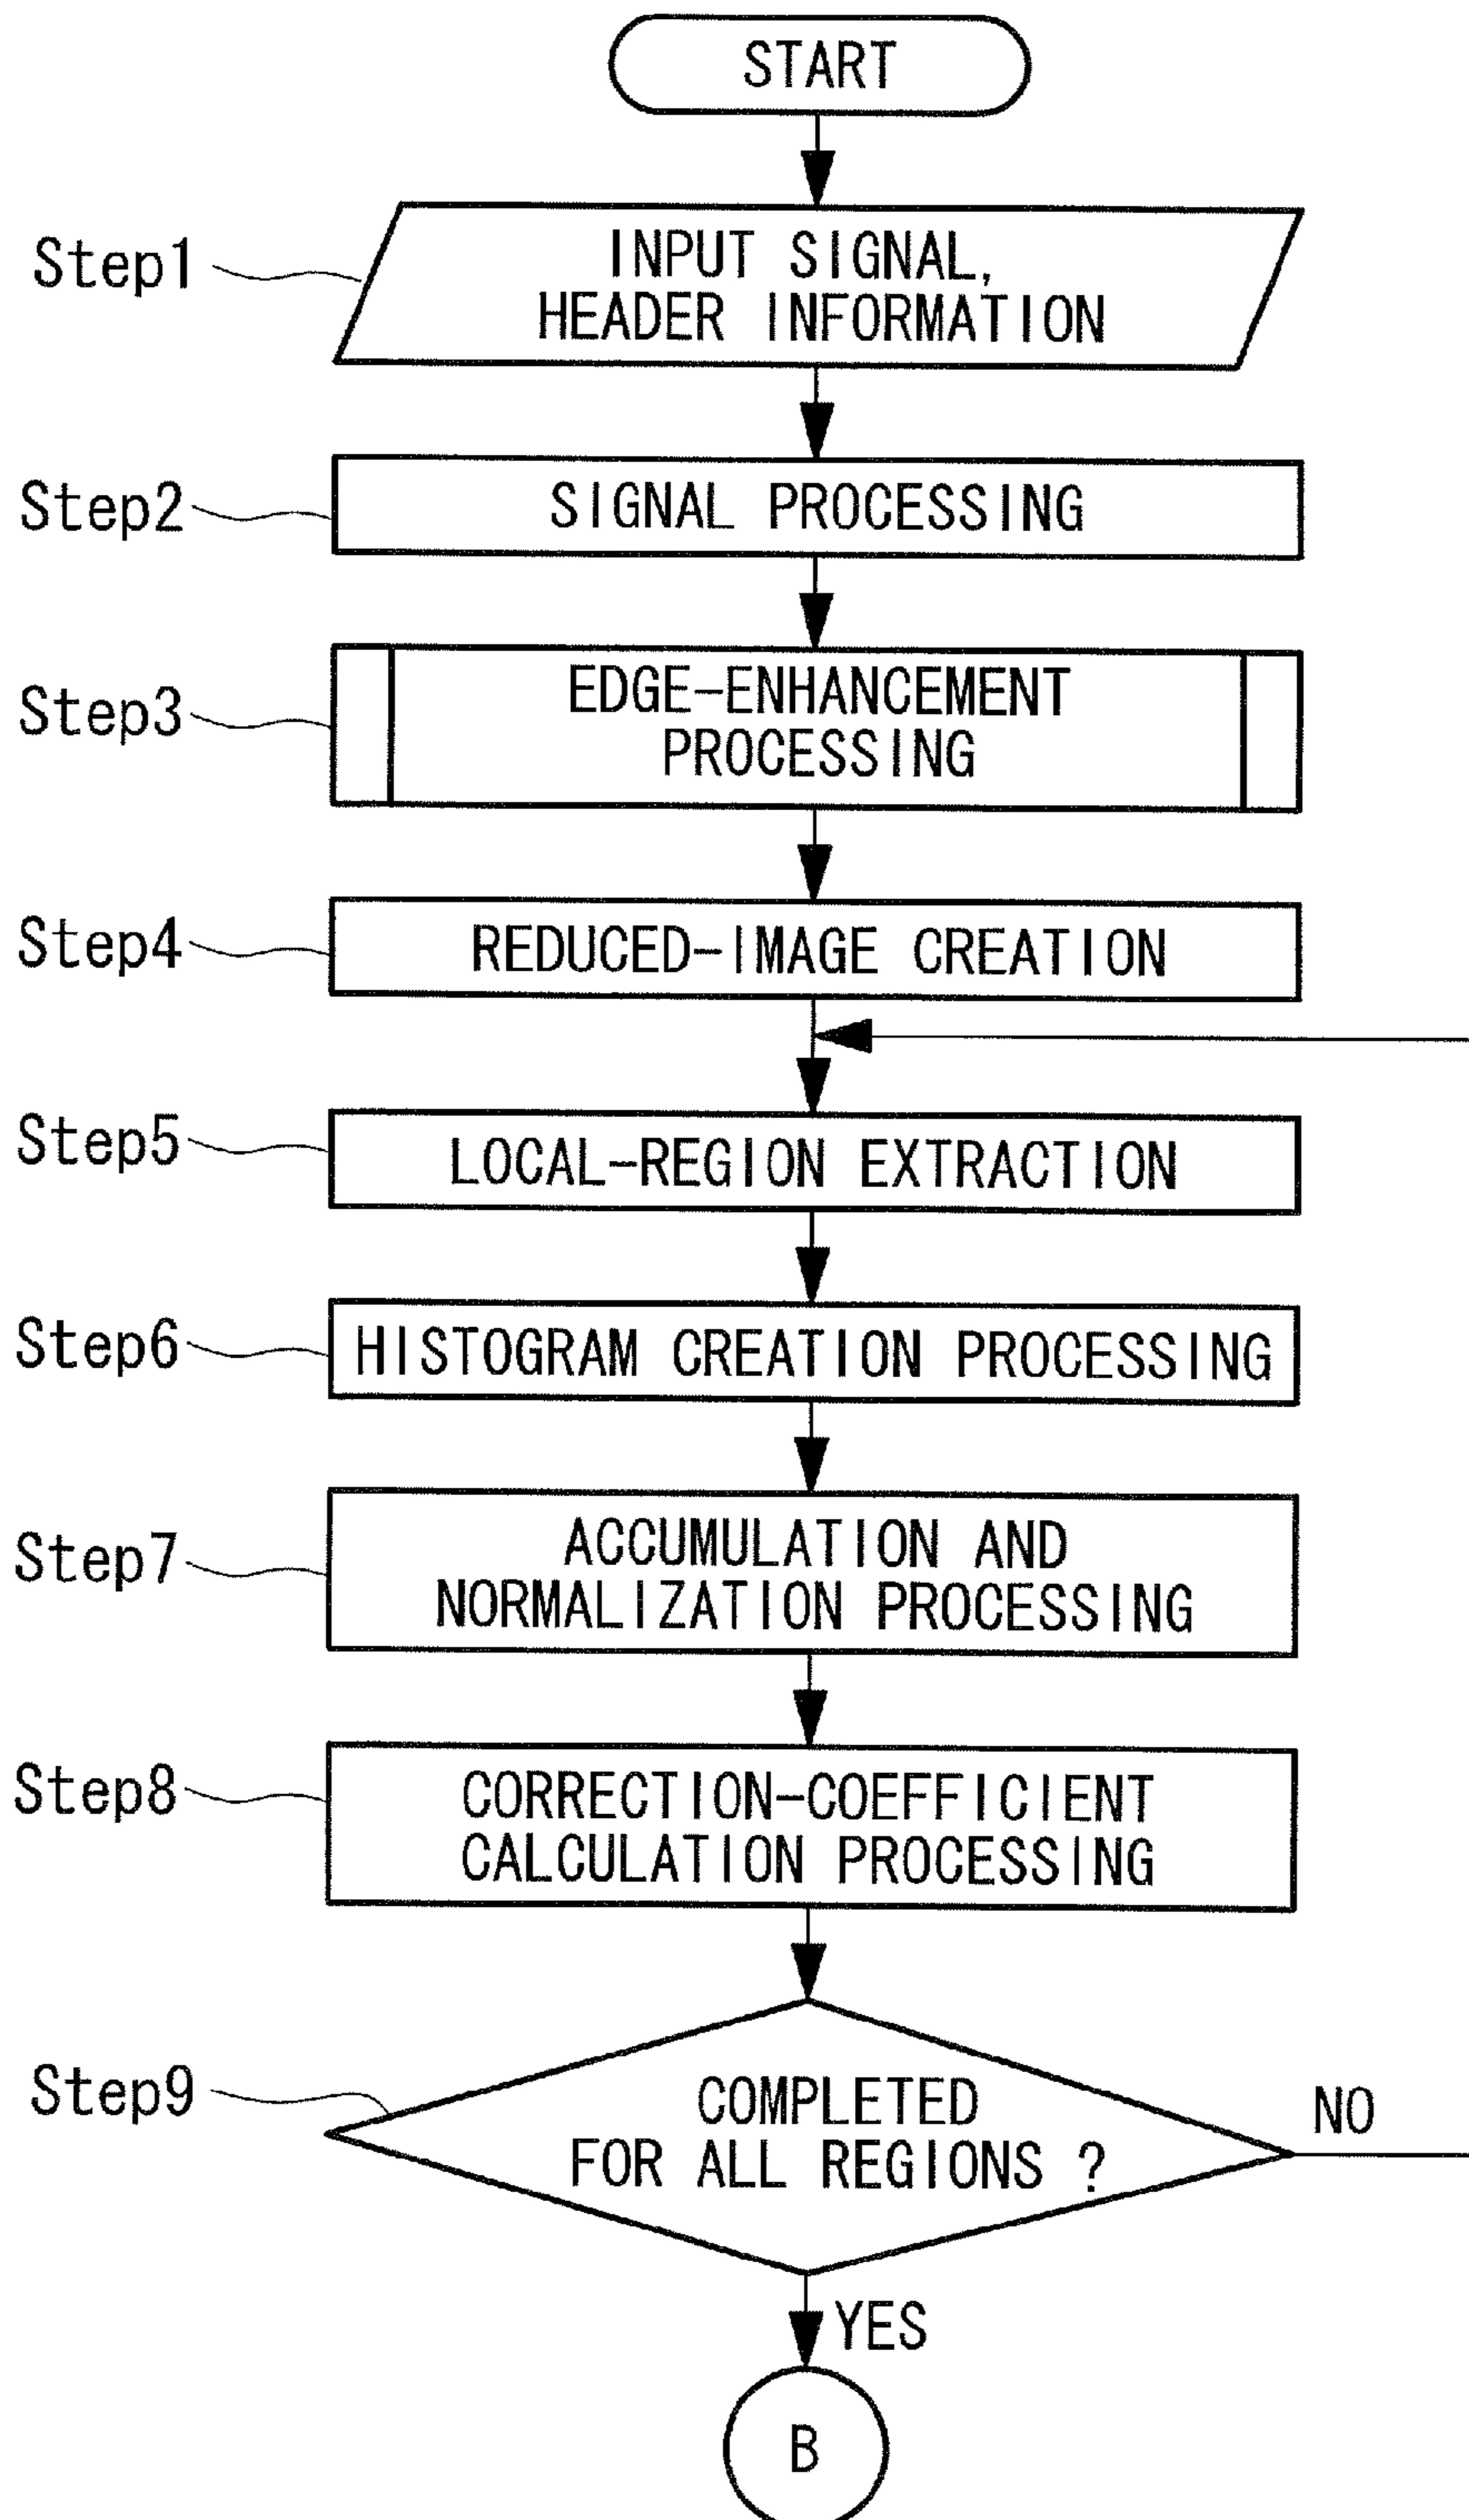 START
Step1
INPUT SIGNAL,
HEADER INFORMATION
Step2
SIGNAL PROCESSING
Step3
EDGE-ENHANCEMENT
PROCESSING
Step4
REDUCED-IMAGE CREATION
Step5
LOCAL-REGION EXTRACTION
Step6
HISTOGRAM CREATION PROCESSING
Step7
ACCUMULATION AND
NORMALIZATION PROCESSING
Step8
CORRECTION-COEFFICIENT
CALCULATION PROCESSING
Step9
COMPLETED
FOR ALL REGIONS ?
NO
YES
B